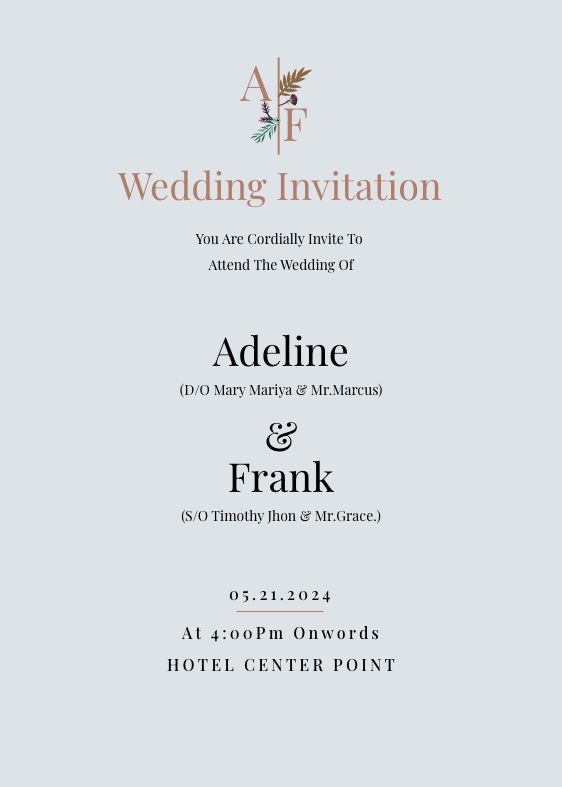 A
F
Wedding Invitation
You Are Cordially Invite To
Attend The Wedding Of
Adeline
(D/O Mary Mariya & Mr.Marcus)
&
Frank
(S/O Timothy Jhon & Mr.Grace.)
05.21.2024
At 4:00Pm Onwords
HOTEL CENTER POINT